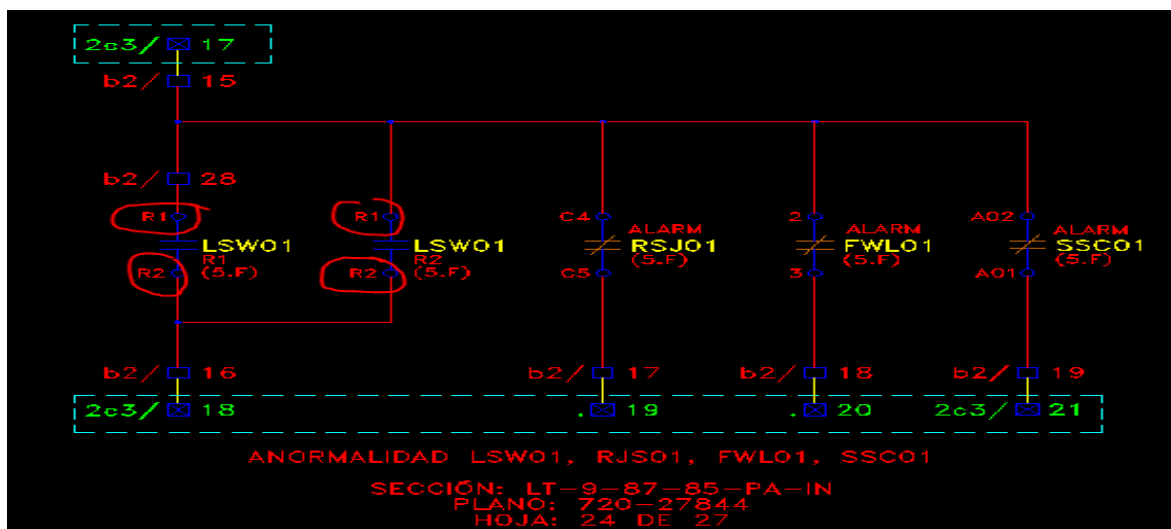 2c3/ 17
b2/ 15
b2/ 28
R1 R1 C4 2 A02
ALARM ALARM ALARM
LSW01 LSW01 RSJ01 FWL01 SSC01
R1 R2 (5.F) (5.F) (5.F)
(5.F) (5.F)
R2 R2 C5 3 A01
b2/ 16 b2/ 17 b2/ 18 b2/ 19
2c3/ 18 . 19 . 20 2c3/ 21
ANORMALIDAD LSW01, RJS01, FWL01, SSC01
SECCIÓN: LT-9-87-85-PA-IN
PLANO: 720-27844
HOJA: 24 DE 27